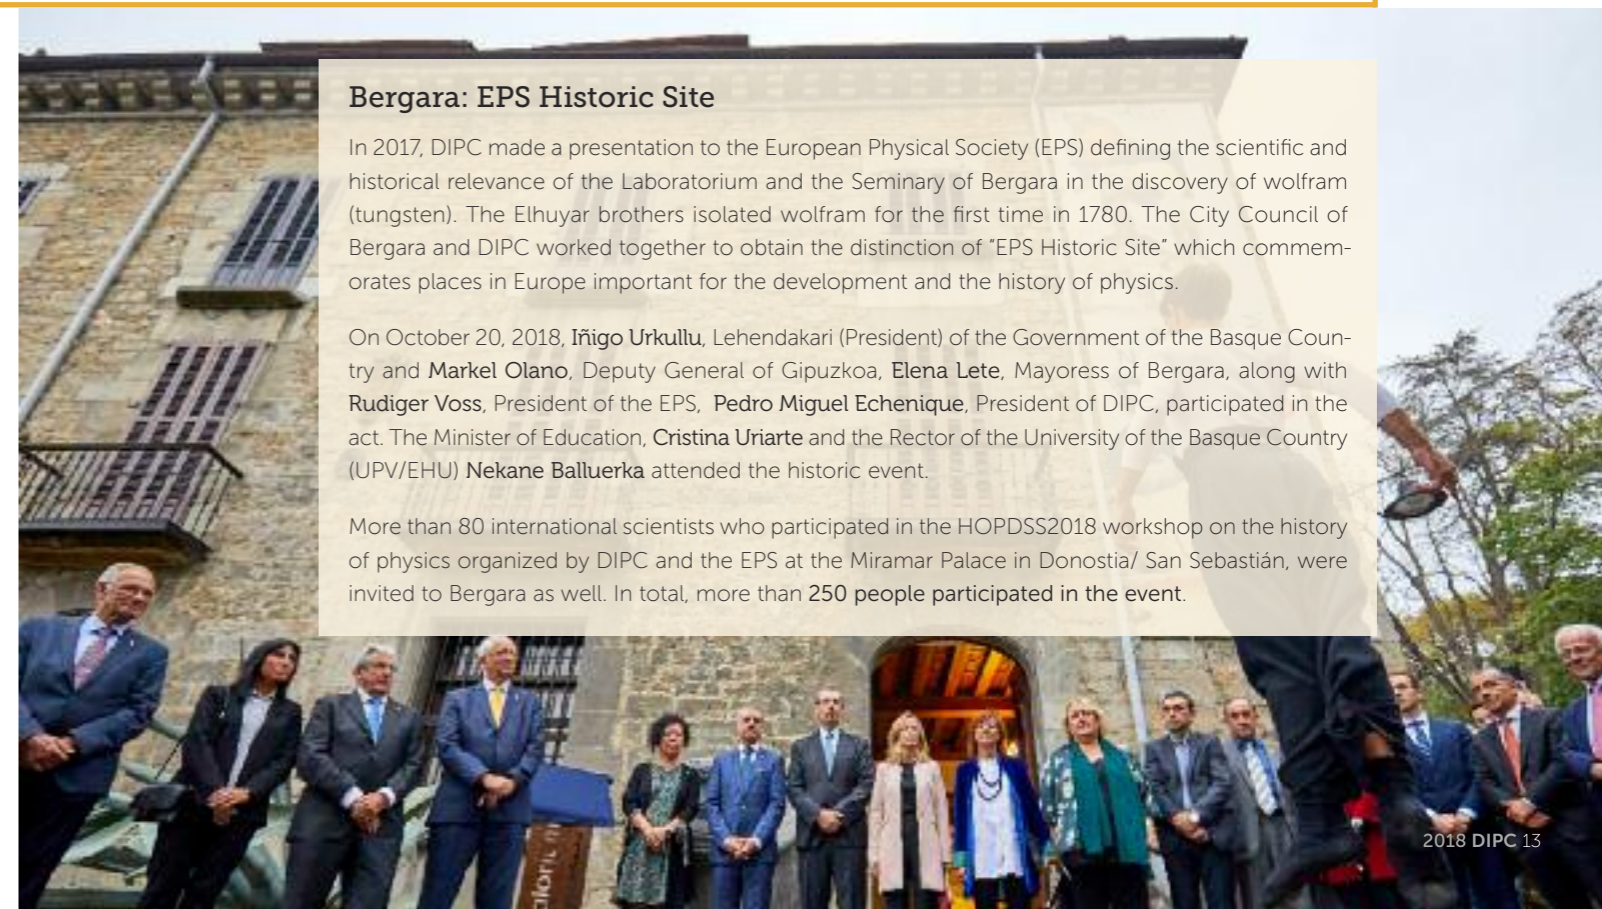 Bergara: EPS Historic Site
In 2017, DIPC made a presentation to the European Physical Society (EPS) defining the scientific and
historical relevance of the Laboratorium and the Seminary of Bergara in the discovery of wolfram
(tungsten). The Elhuyar brothers isolated wolfram for the first time in 1780. The City Council of
Bergara and DIPC worked together to obtain the distinction of "EPS Historic Site" which commem-
orates places in Europe important for the development and the history of physics.
On October 20, 2018, Iñigo Urkullu, Lehendakari (President) of the Government of the Basque Coun-
try and Markel Olano, Deputy General of Gipuzkoa, Elena Lete, Mayoress of Bergara, along with
Rudiger Voss, President of the EPS, Pedro Miguel Echenique, President of DIPC, participated in the
act. The Minister of Education, Cristina Uriarte and the Rector of the University of the Basque Country
(UPV/EHU) Nekane Balluerka attended the historic event.
More than 80 international scientists who participated in the HOPDSS2018 workshop on the history
of physics organized by DIPC and the EPS at the Miramar Palace in Donostia/ San Sebastián, were
invited to Bergara as well. In total, more than 250 people participated in the event.
2018 DIPC 13